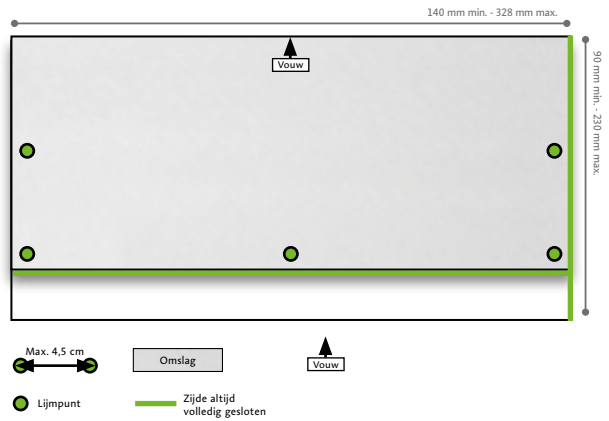 140 mm min. - 328 mm max.
Vouw
90 mm min. - 230 mm max.
Max. 4,5 cm
Omslag
Vouw
Lijmpunt
Zijde altijd
volledig gesloten